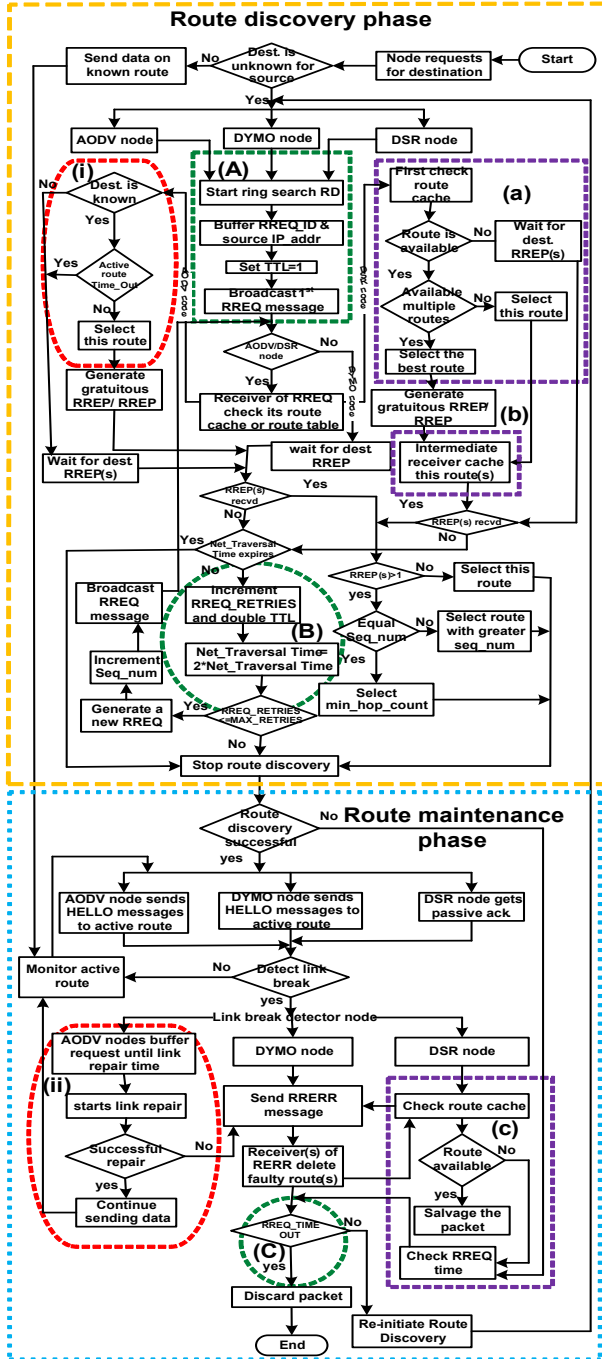 Route discovery phase
Send data on
known route
No
Dest. is
unknown for
source
Node requests
for destination
Start
Yes
AODV node
DYMO node
DSR node
(i)
No
Dest. is
known
Yes
Yes
Active
route
Time_Out
No
Select
this route
Generate
gratuitous
RREP/ RREP
Wait for dest.
RREP(s)
(A)
Start ring search RD
Buffer RREQ_ID &
source IP_addr
Set TTL=1
Broadcast 1st
RREQ message
AODV/DSR
node
No
Yes
Receiver of RREQ
check its route
cache or route table
wait for dest.
RREP
First check
route
cache
(a)
Route is
available
No
Wait for
dest.
RREP(s)
Yes
Available
multiple
routes
No
Select
this route
Yes
Select the
best route
Generate
gratuitous RREP/
RREP
(b)
Intermediate
receiver cache
this route(s)
RREP(s)
recvd
Yes
No
RREP(s) recvd
Yes
No
Yes
Net_Traversal
Time expires
No
Broadcast
RREQ
message
Increment
RREQ_RETRIES
and double TTL
(B)
RREP(s)>1
No
Select this
route
yes
Equal
Seq_num
No
Select route
with greater
seq_num
Increment
Seq_num
Net_Traversal Time=
2*Net_Traversal Time
Yes
Select
min_hop_count
Generate a
new RREQ
Yes
RREQ_RETRIES
<=MAX_RETRIES
No
Stop route discovery
Route maintenance
phase
Route
discovery
successful
No
yes
AODV node sends
HELLO messages
to active route
DYMO node sends
HELLO messages to
active route
DSR node gets
passive ack.
Monitor active
route
No
Detect link
break
yes
Link break detector node
AODV nodes buffer
request until link
repair time
DYMO node
DSR node
(ii)
starts link repair
Send RRERR
message
Check route cache
(c)
Successful
repair
No
Receiver(s) of
RERR delete
faulty route(s)
Route
available
No
yes
Continue
sending data
yes
Salvage the
packet
RREQ_TIME
OUT
No
(C)
yes
Check RREQ
time
Discard packet
End
Re-initiate Route
Discovery